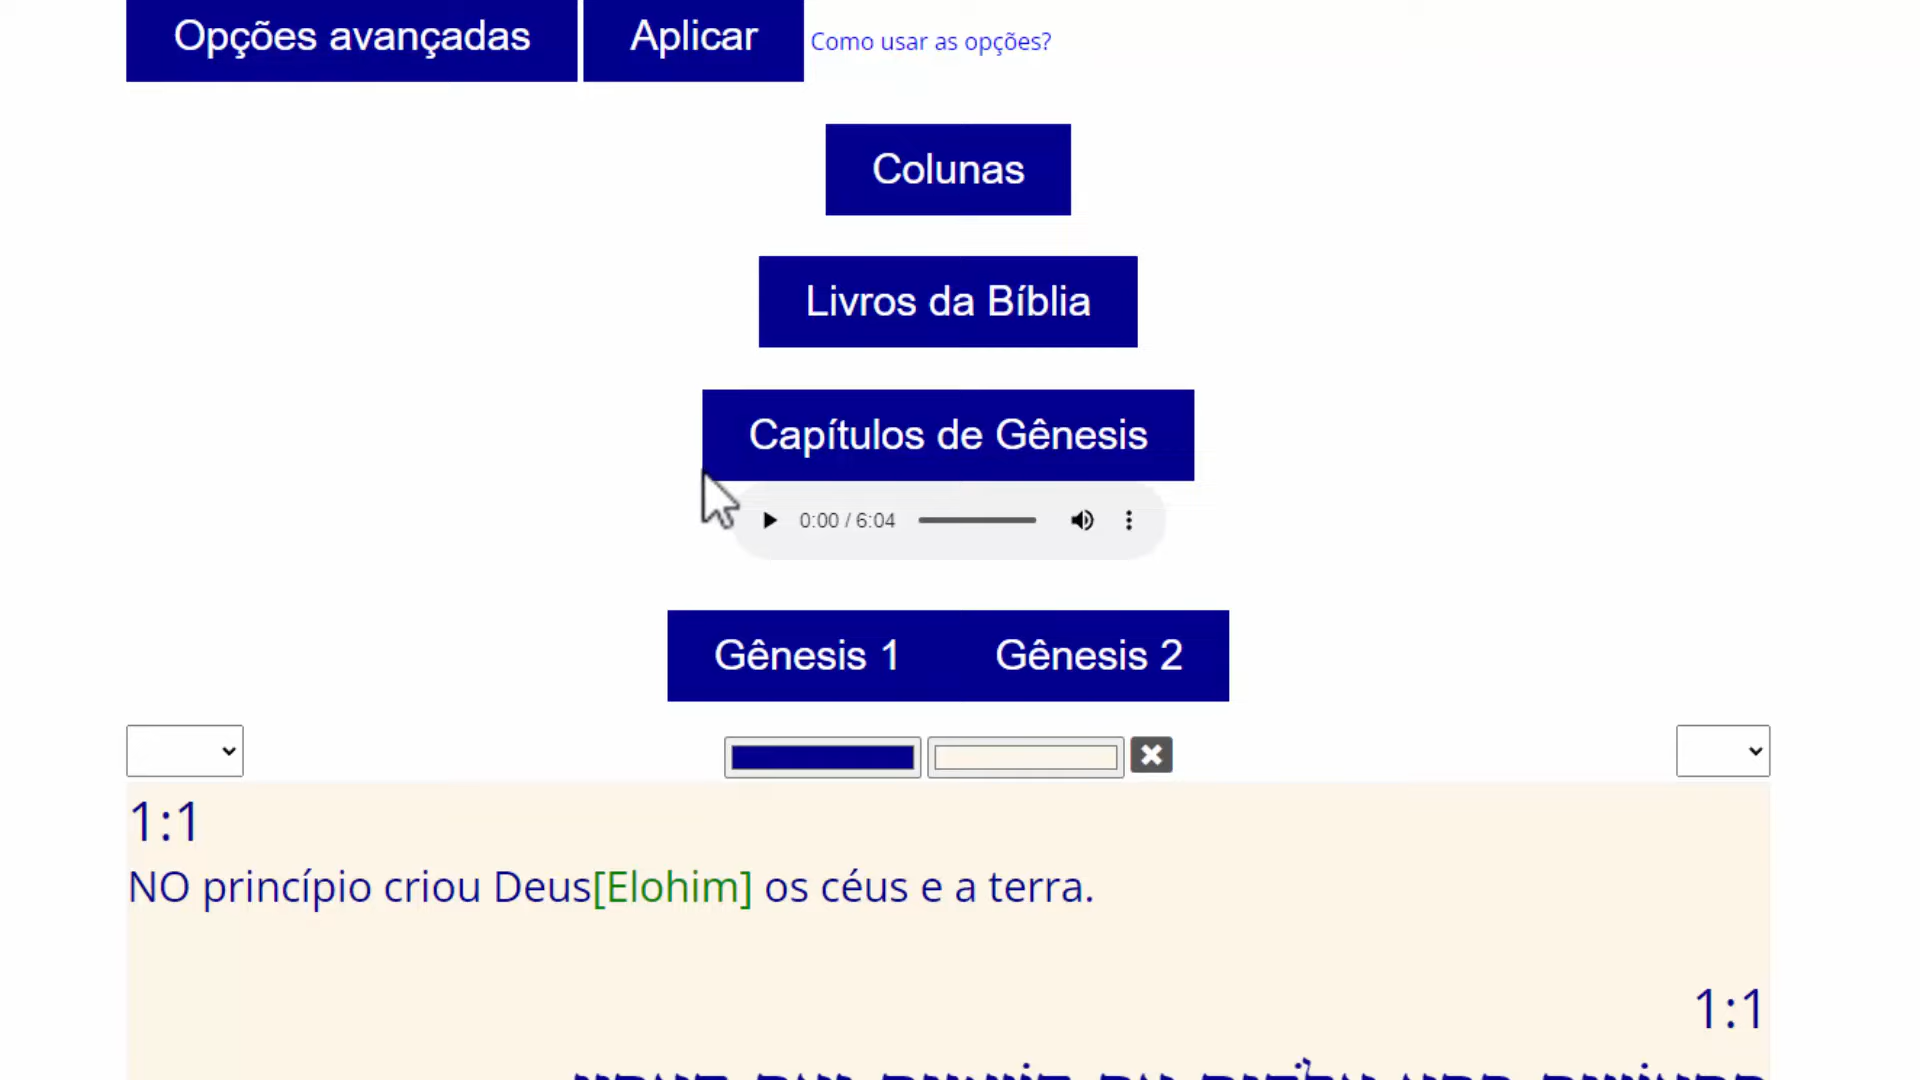 Opções avançadas Aplicar Como usar as opções?
Colunas
Livros da Bíblia
Capítulos de Gênesis
0:00 / 6:04
Gênesis 1 Gênesis 2
1:1
NO princípio criou Deus[Elohim] os céus e a terra.
1:1